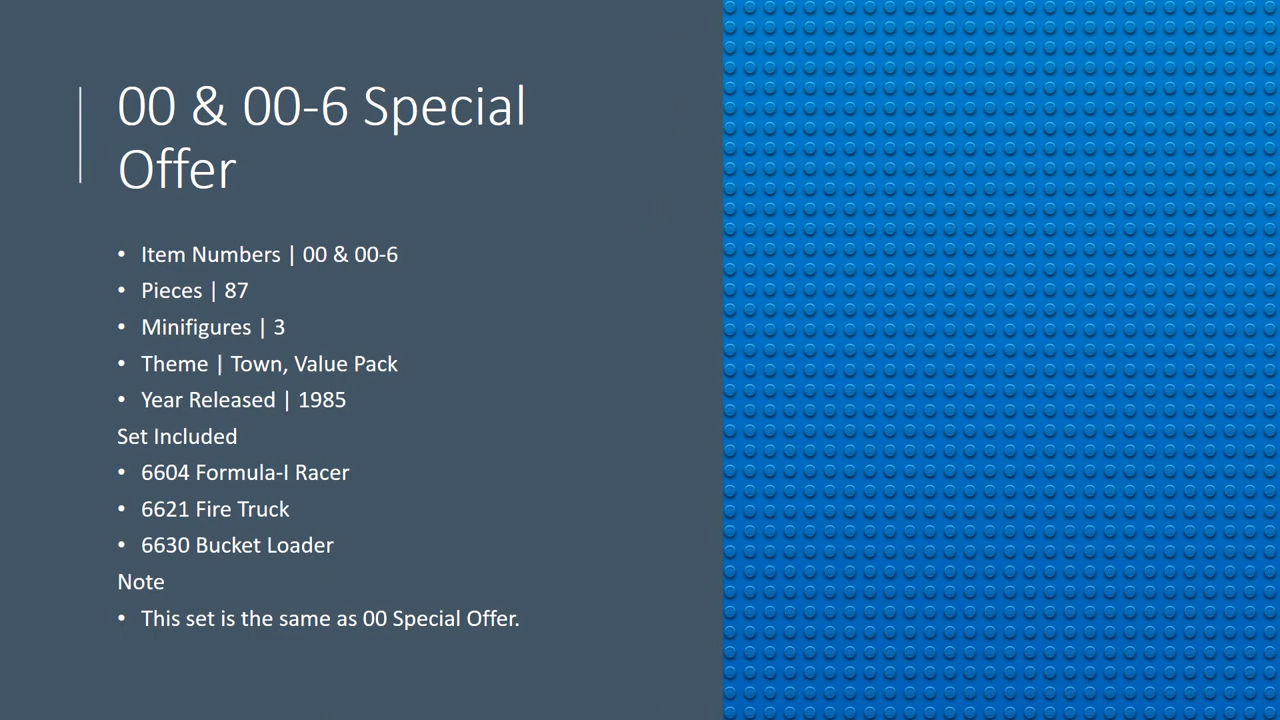 00 & 00-6 Special
Offer
• Item Numbers | 00 & 00-6
• Pieces | 87
• Minifigures | 3
• Theme | Town, Value Pack
• Year Released | 1985
Set Included
• 6604 Formula-I Racer
• 6621 Fire Truck
• 6630 Bucket Loader
Note
• This set is the same as 00 Special Offer.